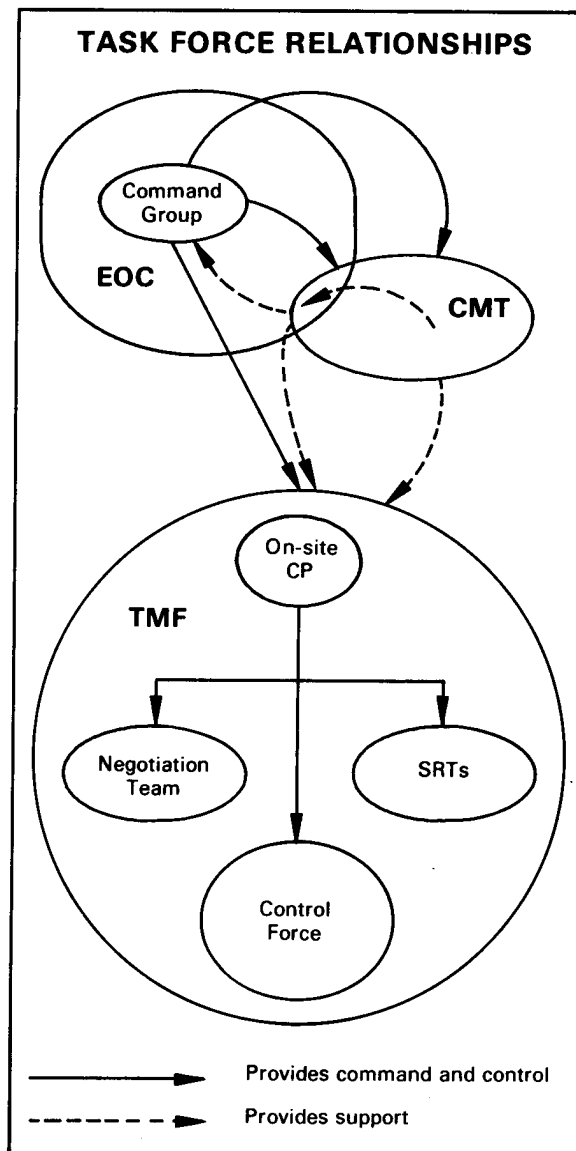 TASK FORCE RELATIONSHIPS
Command
Group
EOC
CMT
On-site
CP
TMF
Negotiation
Team
SRTs
Control
Force
Provides command and control
Provides support